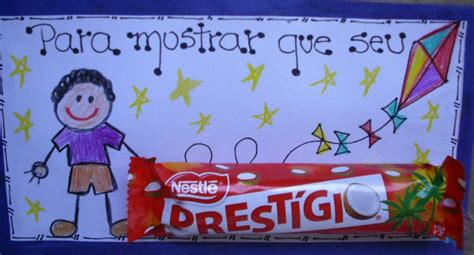 Para mostrar que seu
Nestlé
PRESTÍGIO